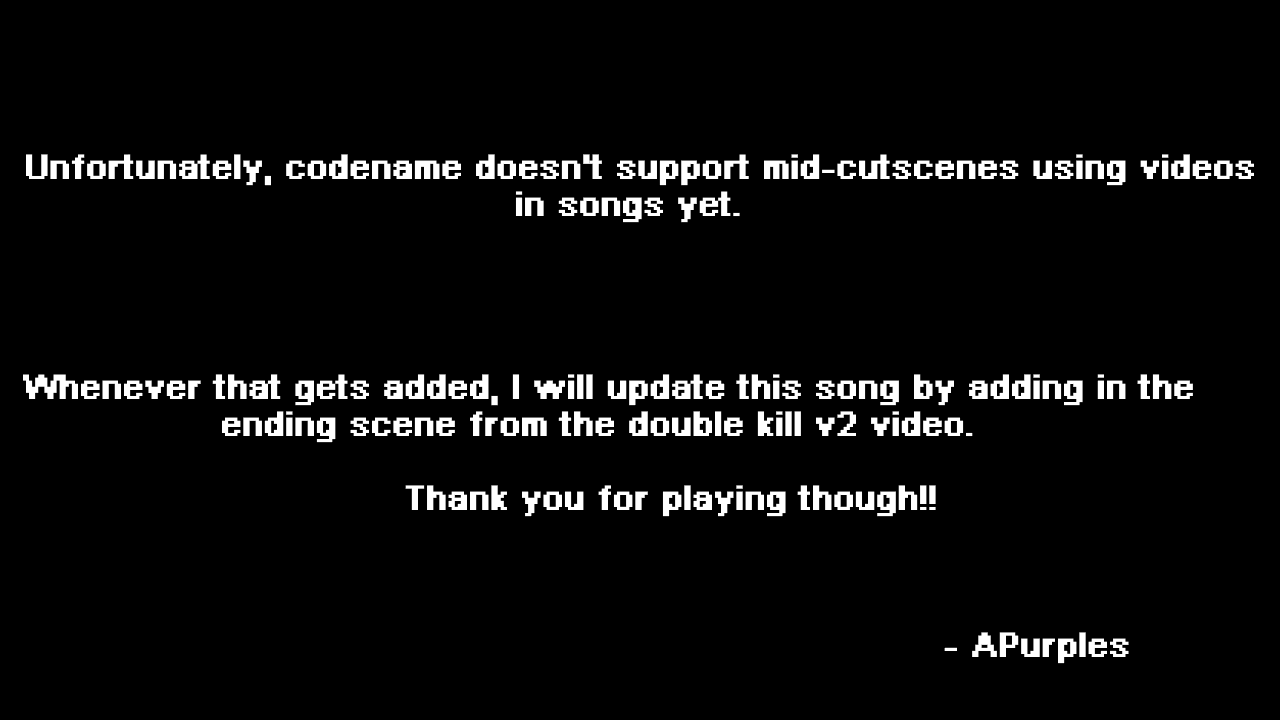 Unfortunately, codename doesn't support mid-cutscenes using videos
in songs yet.
Whenever that gets added, I will update this song by adding in the
ending scene from the double kill v2 video.
Thank you for playing though!!
- APurples